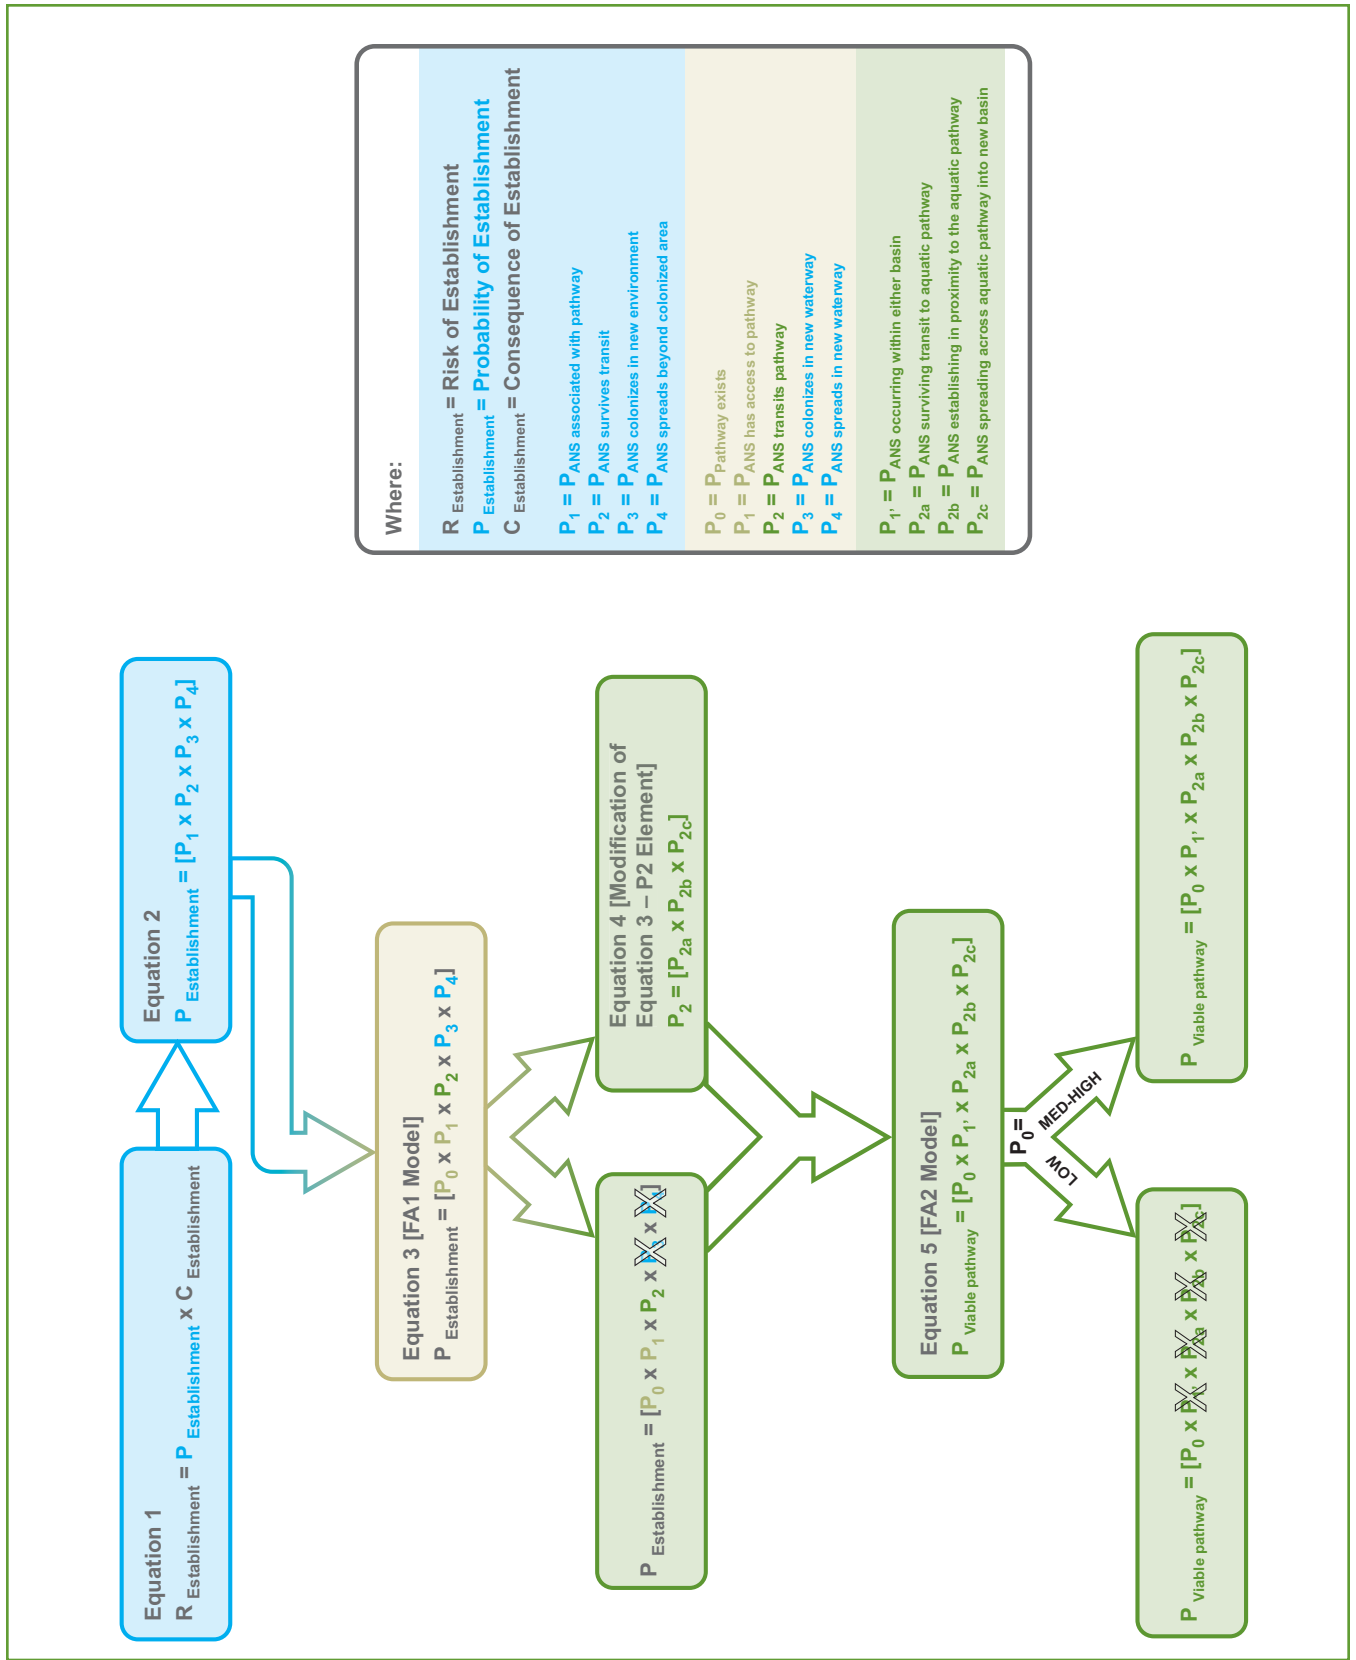 Equation 1
R Establishment = P Establishment x C Establishment
Equation 2
P Establishment = [P1 x P2 x P3 x P4]
Equation 3 [FA1 Model]
P Establishment = [P0 x P1 x P2 x P3 x P4]
P Establishment = [P0 x P1 x P2 x P3 x P4]
Equation 4 [Modification of
Equation 3 – P2 Element]
P2 = [P2a x P2b x P2c]
Equation 5 [FA2 Model]
P Viable pathway = [P0 x P1' x P2a x P2b x P2c]
P0 =
LOW
MED-HIGH
P Viable pathway = [P0 x P1' x P2a x P2b x P2c]
P Viable pathway = [P0 x P1' x P2a x P2b x P2c]
Where:
R Establishment = Risk of Establishment
P Establishment = Probability of Establishment
C Establishment = Consequence of Establishment
P1 = PANS associated with pathway
P2 = PANS survives transit
P3 = PANS colonizes in new environment
P4 = PANS spreads beyond colonized area
P0 = PPathway exists
P1 = PANS has access to pathway
P2 = PANS transits pathway
P3 = PANS colonizes in new waterway
P4 = PANS spreads in new waterway
P1' = PANS occurring within either basin
P2a = PANS surviving transit to aquatic pathway
P2b = PANS establishing in proximity to the aquatic pathway
P2c = PANS spreading across aquatic pathway into new basin